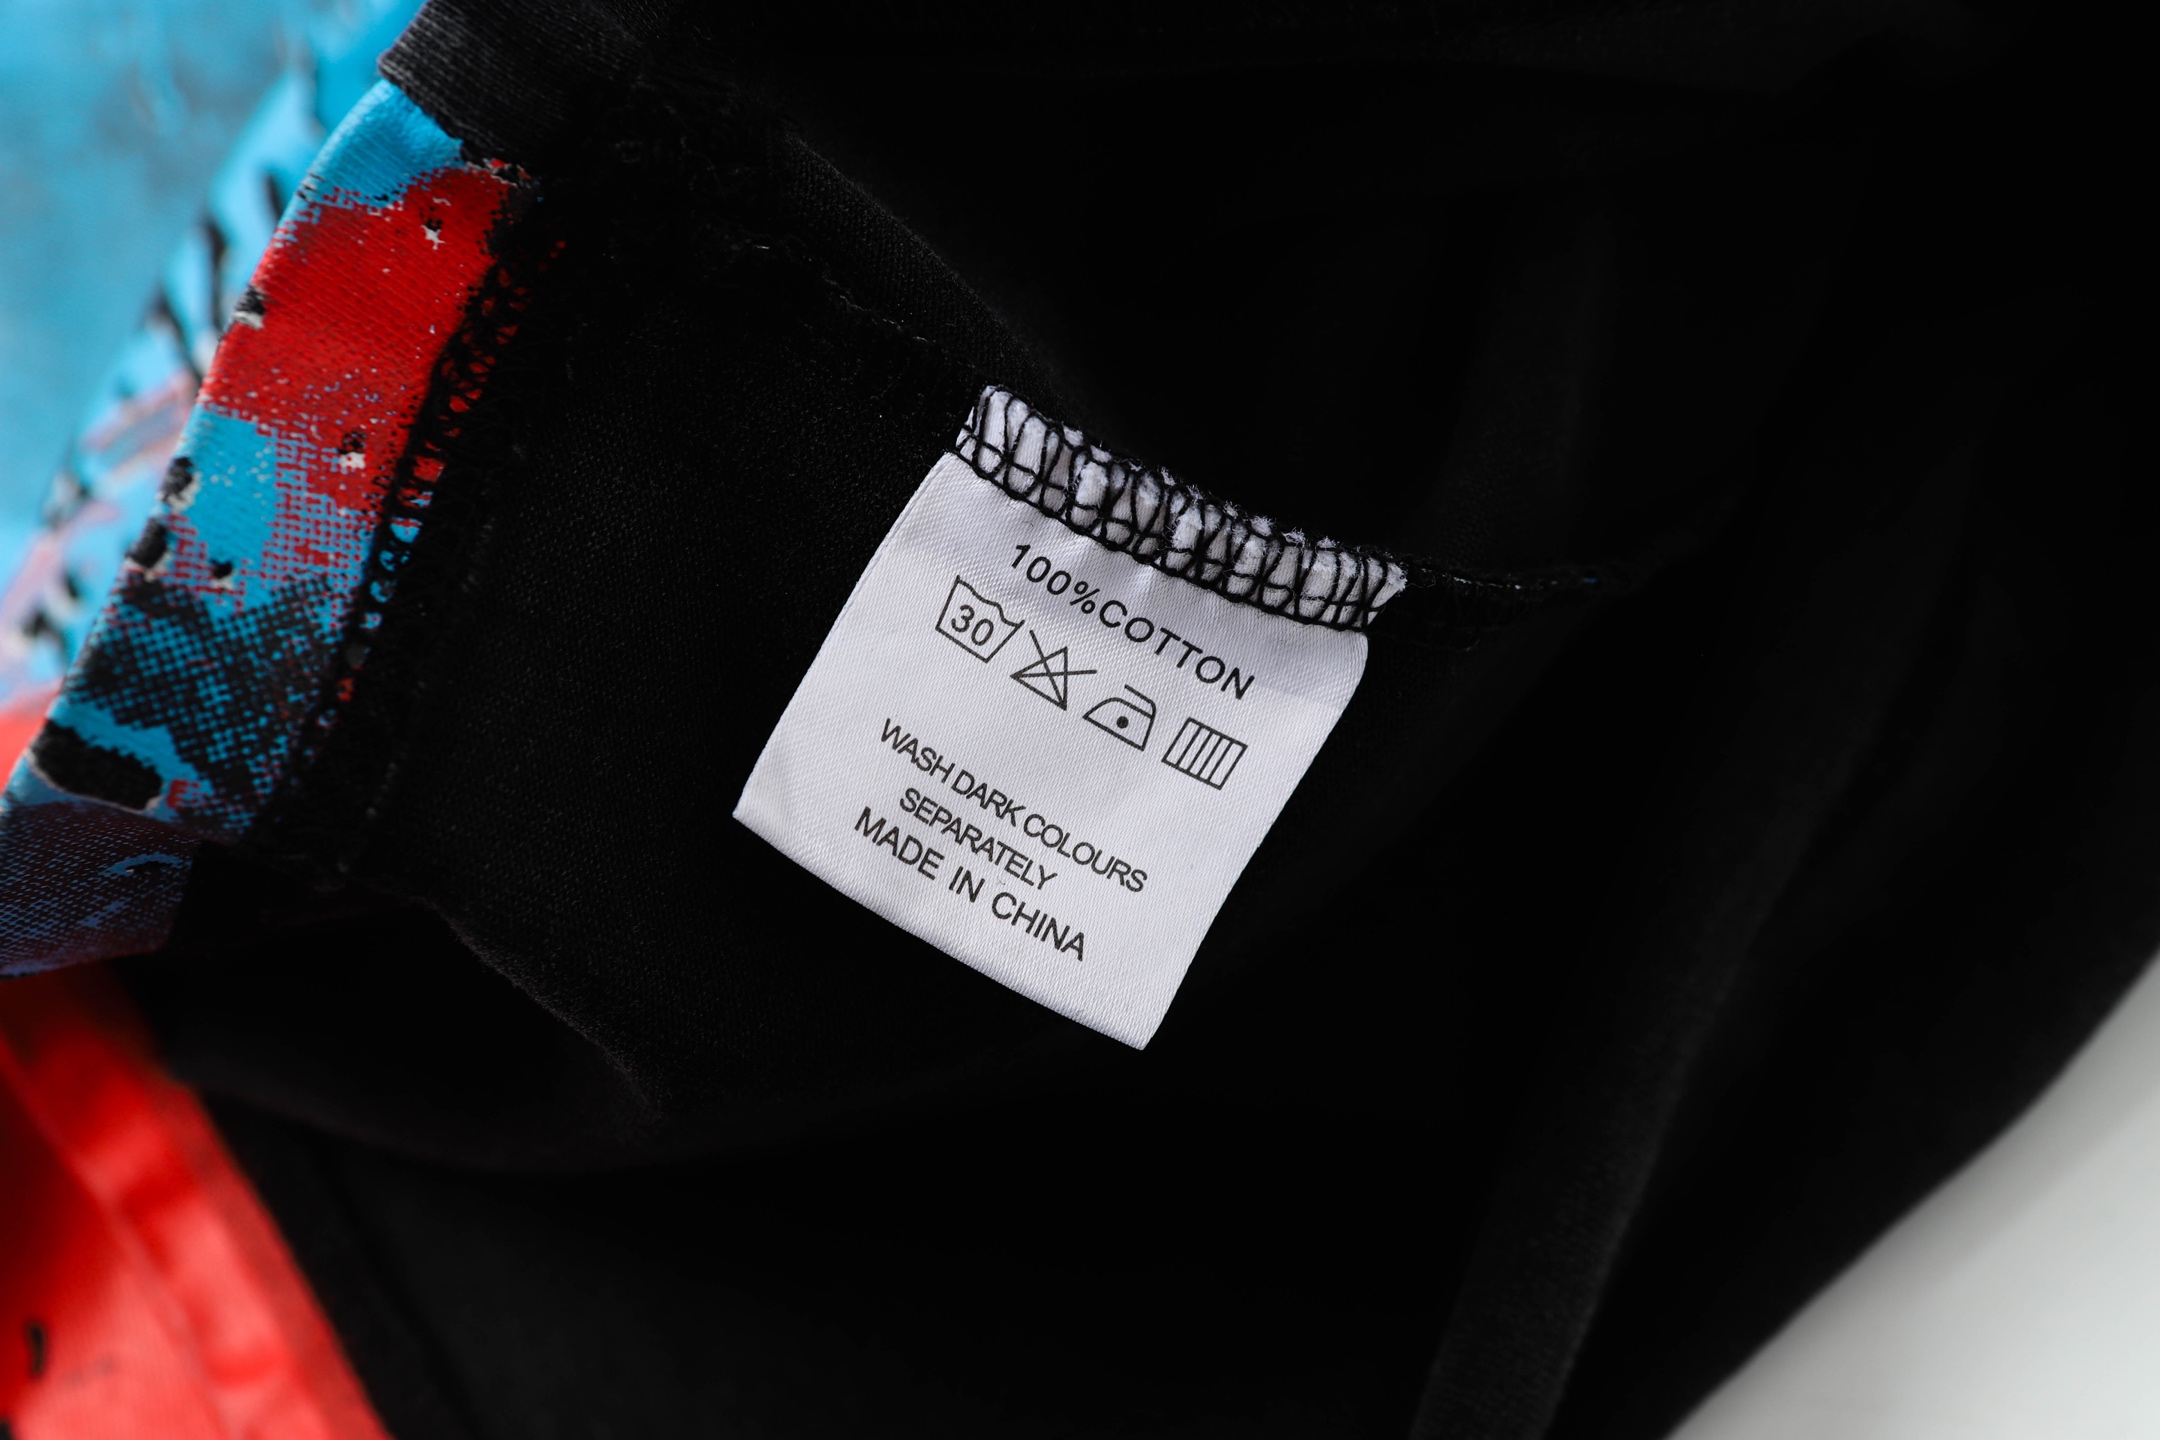 100%COTTON
30
WASH DARK COLOURS
SEPARATELY
MADE IN CHINA